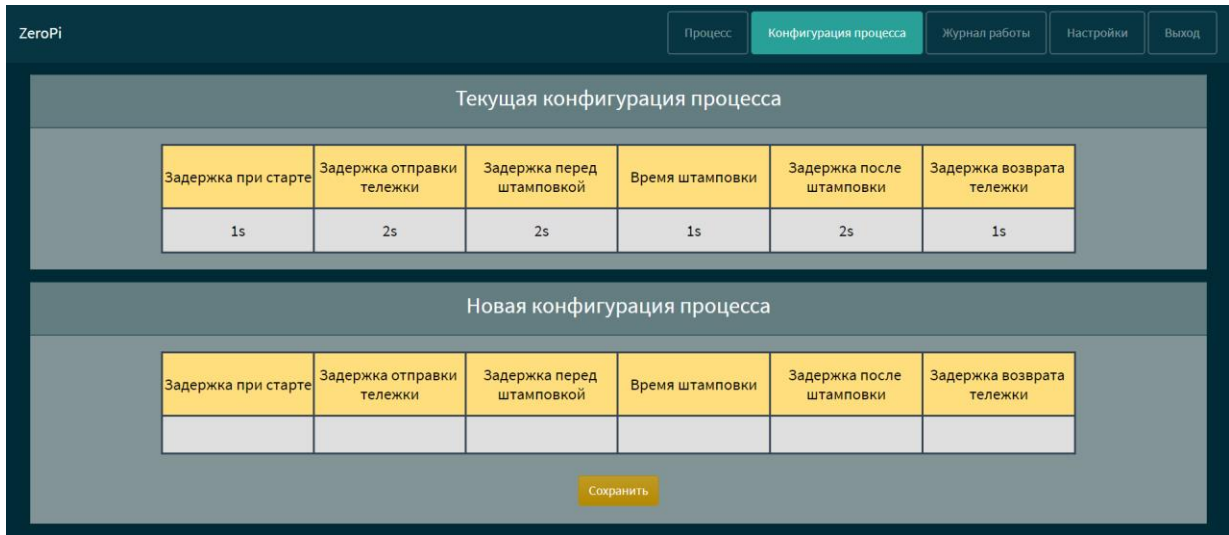 ZeroPi Процесс Конфигурация процесса Журнал работы Настройки Выход
Текущая конфигурация процесса
Задержка при старте
Задержка отправки
тележки
Задержка перед
штамповкой
Время штамповки
Задержка после
штамповки
Задержка возврата
тележки
1s 2s 2s 1s 2s 1s
Новая конфигурация процесса
Задержка при старте
Задержка отправки
тележки
Задержка перед
штамповкой
Время штамповки
Задержка после
штамповки
Задержка возврата
тележки
Сохранить